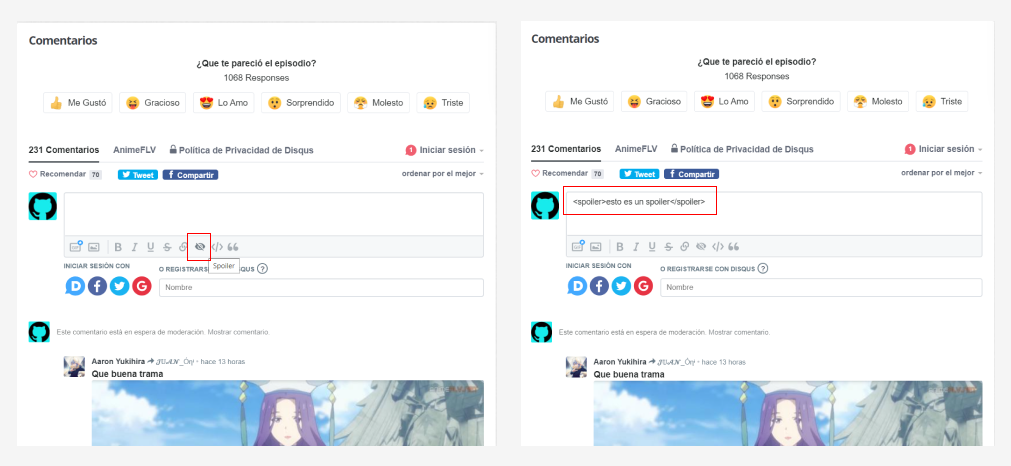 Comentarios
¿Que te pareció el episodio?
1068 Responses
Me Gustó Gracioso Lo Amo Sorprendido Molesto Triste
231 Comentarios AnimeFLV Política de Privacidad de Disqus 1 Iniciar sesión
Recomendar 70 Tweet f Compartir ordenar por el mejor
B I U S </>
Spoiler
INICIAR SESIÓN CON
O REGISTRARS QUS ?
Nombre
Este comentario está en espera de moderación. Mostrar comentario.
Aaron Yukihira JUAN_Ony • hace 13 horas
Que buena trama
Comentarios
¿Que te pareció el episodio?
1068 Responses
Me Gustó Gracioso Lo Amo Sorprendido Molesto Triste
231 Comentarios AnimeFLV Política de Privacidad de Disqus 1 Iniciar sesión
Recomendar 70 Tweet f Compartir ordenar por el mejor
<spoiler>esto es un spoiler</spoiler>
B I U S </>
INICIAR SESIÓN CON
O REGISTRARSE CON DISQUS ?
Nombre
Este comentario está en espera de moderación. Mostrar comentario.
Aaron Yukihira JUAN_Ony • hace 13 horas
Que buena trama